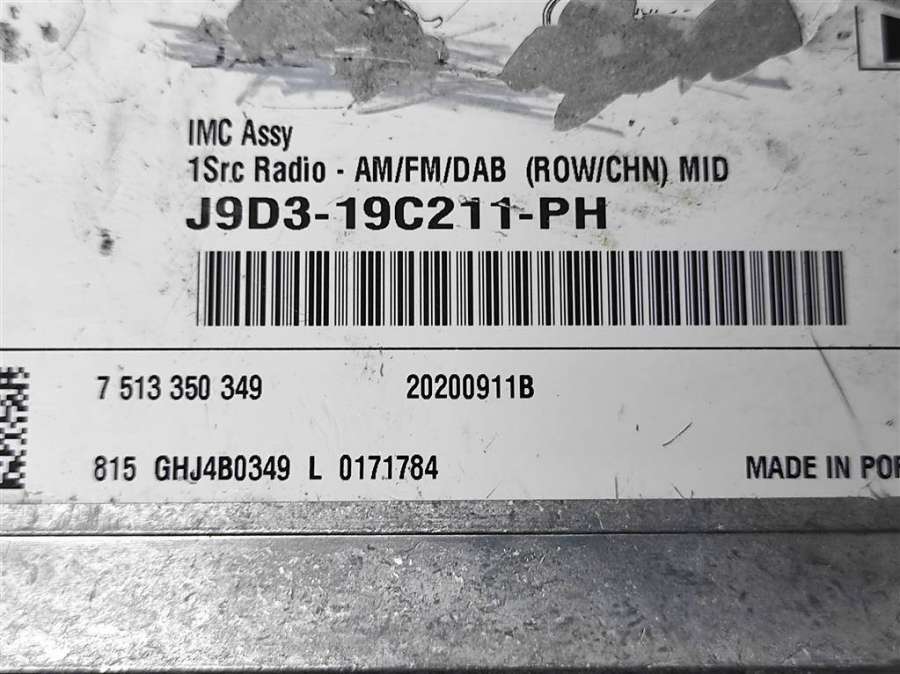 IMC Assy
1Src Radio - AM/FM/DAB (ROW/CHN) MID
J9D3-19C211-PH
7 513 350 349 20200911B
815 GHJ4B0349 L 0171784 MADE IN POR